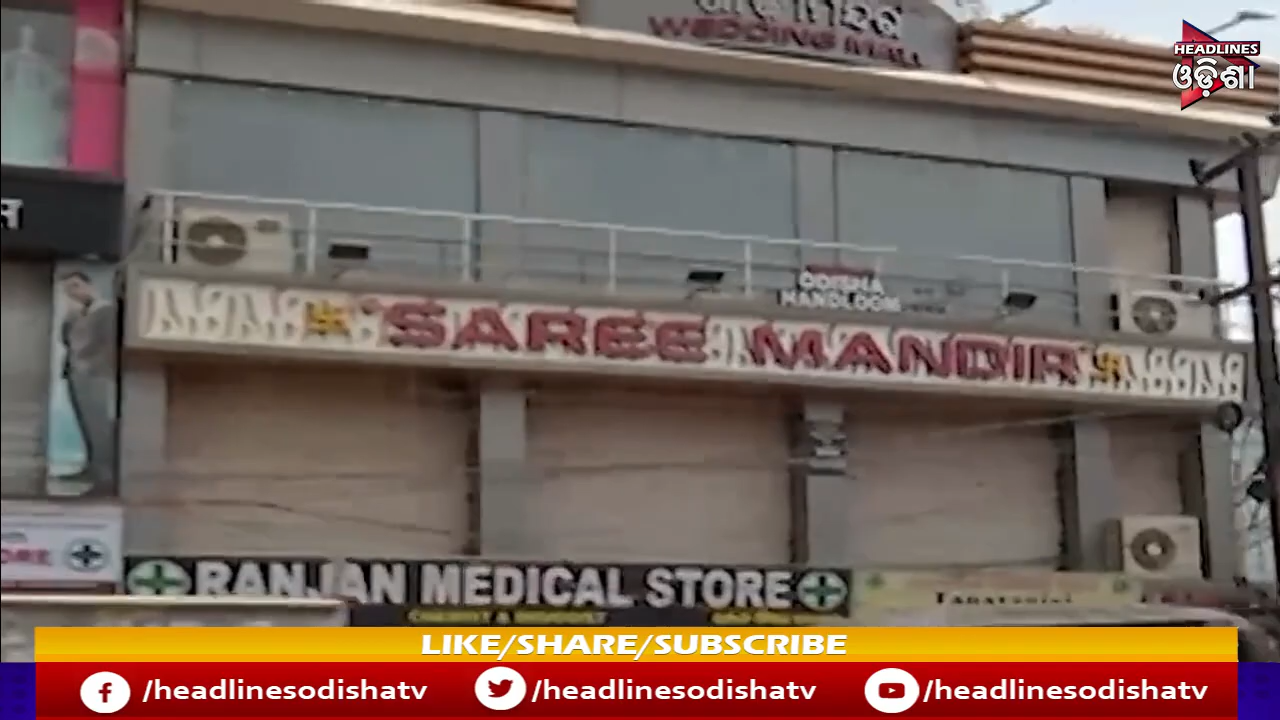 WEDDING MALL
HEADLINES
ଓଡ଼ିଶା
ODISHA
HANDLOOM
SAREE MANDIR
RANJAN MEDICAL STORE
LIKE/SHARE/SUBSCRIBE
/headlinesodishatv
/headlinesodishatv
/headlinesodishatv